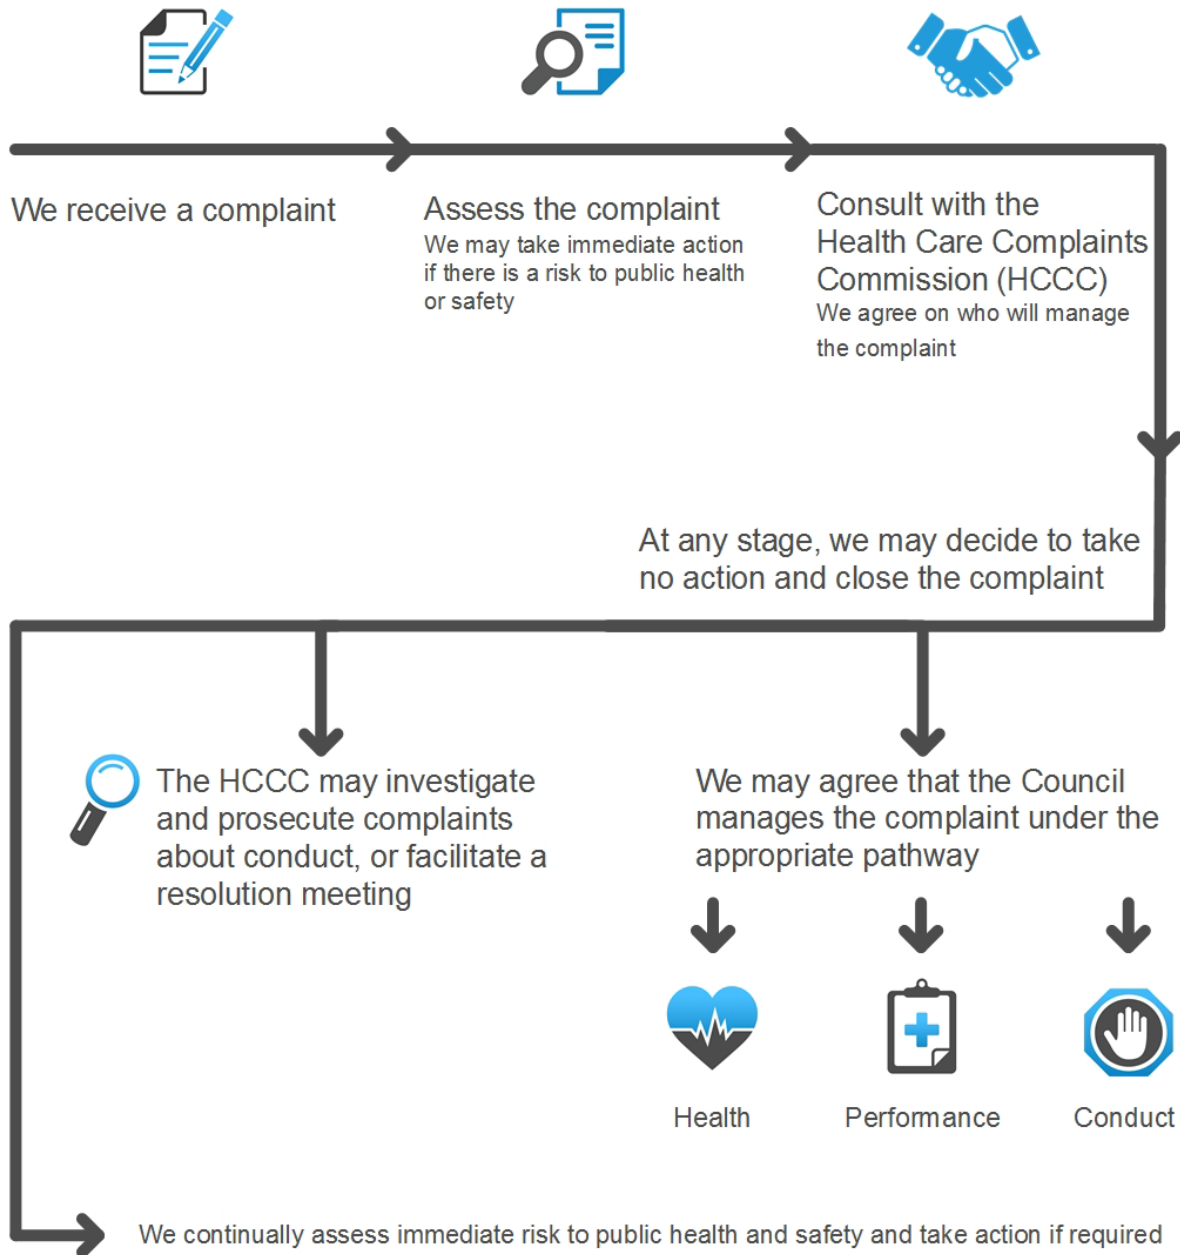 We receive a complaint
Assess the complaint
We may take immediate action
if there is a risk to public health
or safety
Consult with the
Health Care Complaints
Commission (HCCC)
We agree on who will manage
the complaint
At any stage, we may decide to take
no action and close the complaint
The HCCC may investigate
and prosecute complaints
about conduct, or facilitate a
resolution meeting
We may agree that the Council
manages the complaint under the
appropriate pathway
Health
Performance
Conduct
We continually assess immediate risk to public health and safety and take action if required